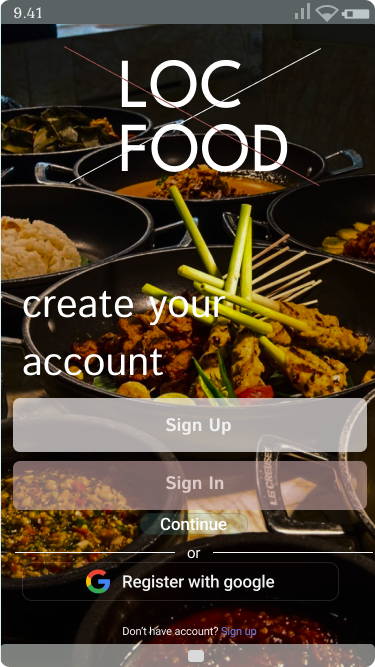 9.41
LOC
FOOD
create your
account
Sign Up
Sign In
LE CREUSET
Continue
or
Register with google
Don't have account? Sign up